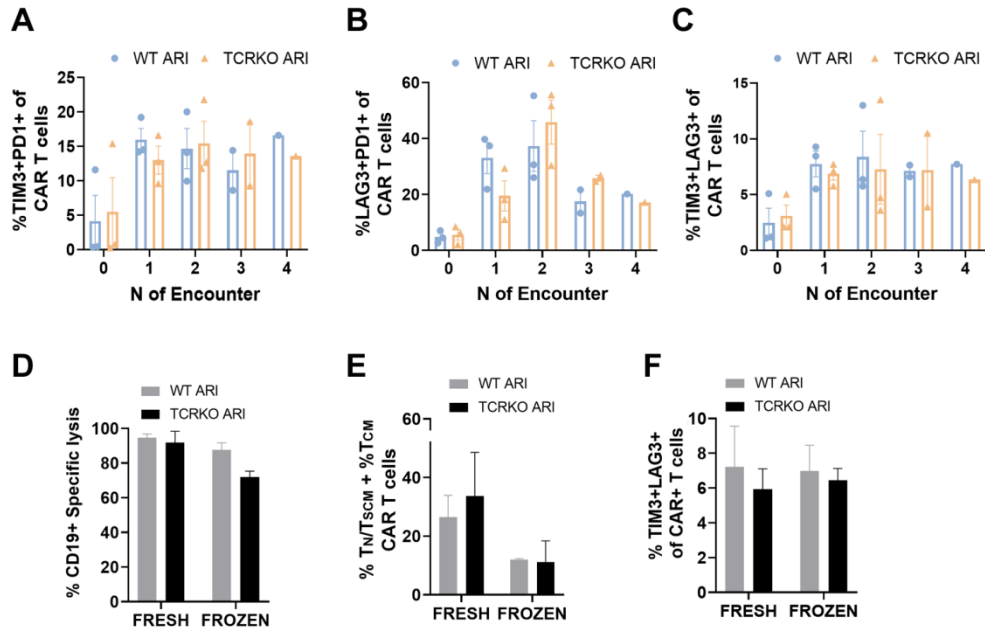 A
WT ARI TCRKO ARI
%TIM3+PD1+ of
CAR T cells
25
20
15
10
5
0
0 1 2 3 4
N of Encounter
B
WT ARI TCRKO ARI
%LAG3+PD1+ of
CAR T cells
60
40
20
0
0 1 2 3 4
N of Encounter
C
WT ARI TCRKO ARI
%TIM3+LAG3+ of
CAR T cells
15
10
5
0
0 1 2 3 4
N of Encounter
D
WT ARI
TCRKO ARI
% CD19+ Specific lysis
100
80
60
40
20
0
FRESH FROZEN
E
WT ARI
TCRKO ARI
% TN/TSCM + %TCM
CAR T cells
60
40
20
0
FRESH FROZEN
F
WT ARI
TCRKO ARI
% TIM3+LAG3+
of CAR+ T cells
10
8
6
4
2
0
FRESH FROZEN